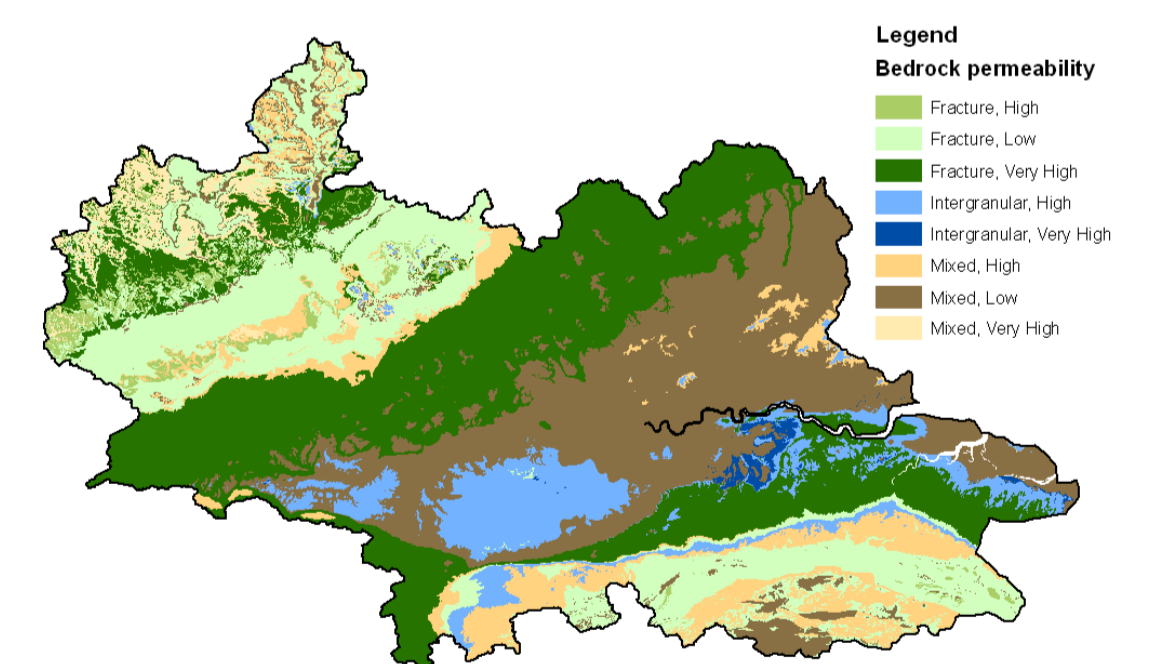 Legend
Bedrock permeability
Fracture, High
Fracture, Low
Fracture, Very High
Intergranular, High
Intergranular, Very High
Mixed, High
Mixed, Low
Mixed, Very High